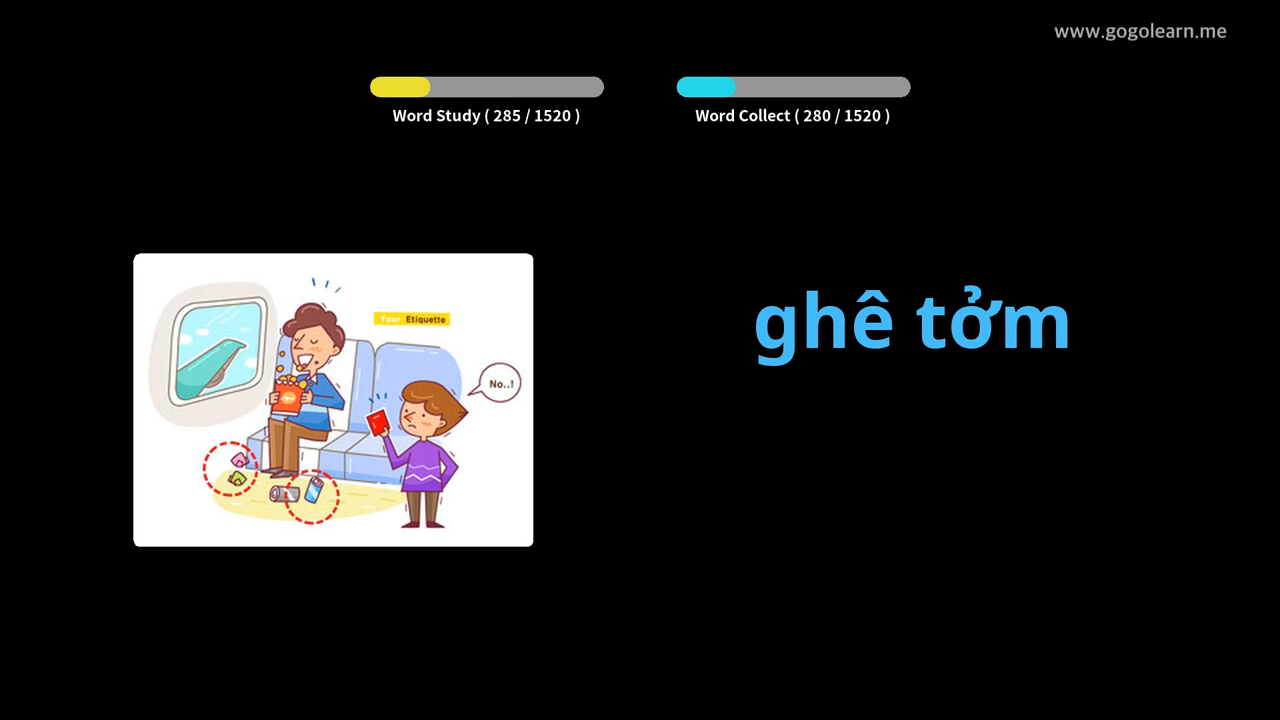 www.gogolearn.me
Word Study ( 285 / 1520 )
Word Collect ( 280 / 1520 )
Your Etiquette
No..!
ghê tởm